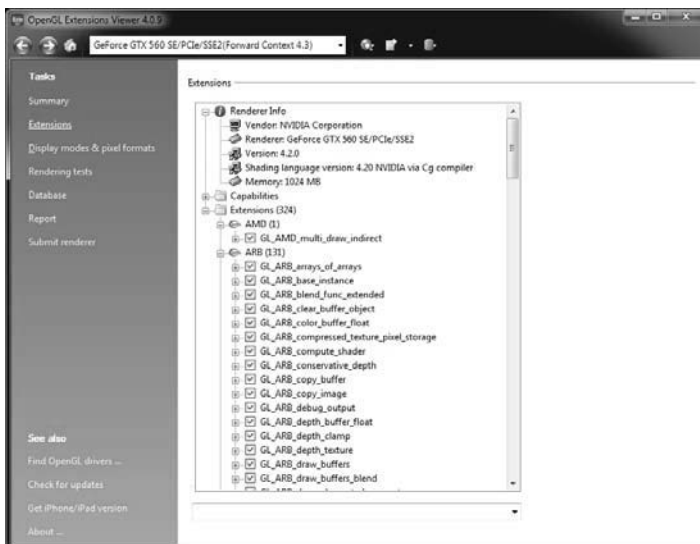 OpenGL Extensions Viewer 4.0.9
GeForce GTX 560 SE/PCIe/SSE2(Forward Context 4.3)
Tasks
Summary
Extensions
Display modes & pixel formats
Rendering tests
Database
Report
Submit renderer
See also
Find OpenGL drivers ...
Check for updates
Get iPhone/iPad version
About ...
Extensions
Renderer Info
Vendor: NVIDIA Corporation
Renderer: GeForce GTX 560 SE/PCIe/SSE2
Version: 4.2.0
Shading language version: 4.20 NVIDIA via Cg compiler
Memory: 1024 MB
Capabilities
Extensions (324)
AMD (1)
GL_AMD_multi_draw_indirect
ARB (131)
GL_ARB_arrays_of_arrays
GL_ARB_base_instance
GL_ARB_blend_func_extended
GL_ARB_clear_buffer_object
GL_ARB_color_buffer_float
GL_ARB_compressed_texture_pixel_storage
GL_ARB_compute_shader
GL_ARB_conservative_depth
GL_ARB_copy_buffer
GL_ARB_copy_image
GL_ARB_debug_output
GL_ARB_depth_buffer_float
GL_ARB_depth_clamp
GL_ARB_depth_texture
GL_ARB_draw_buffers
GL_ARB_draw_buffers_blend